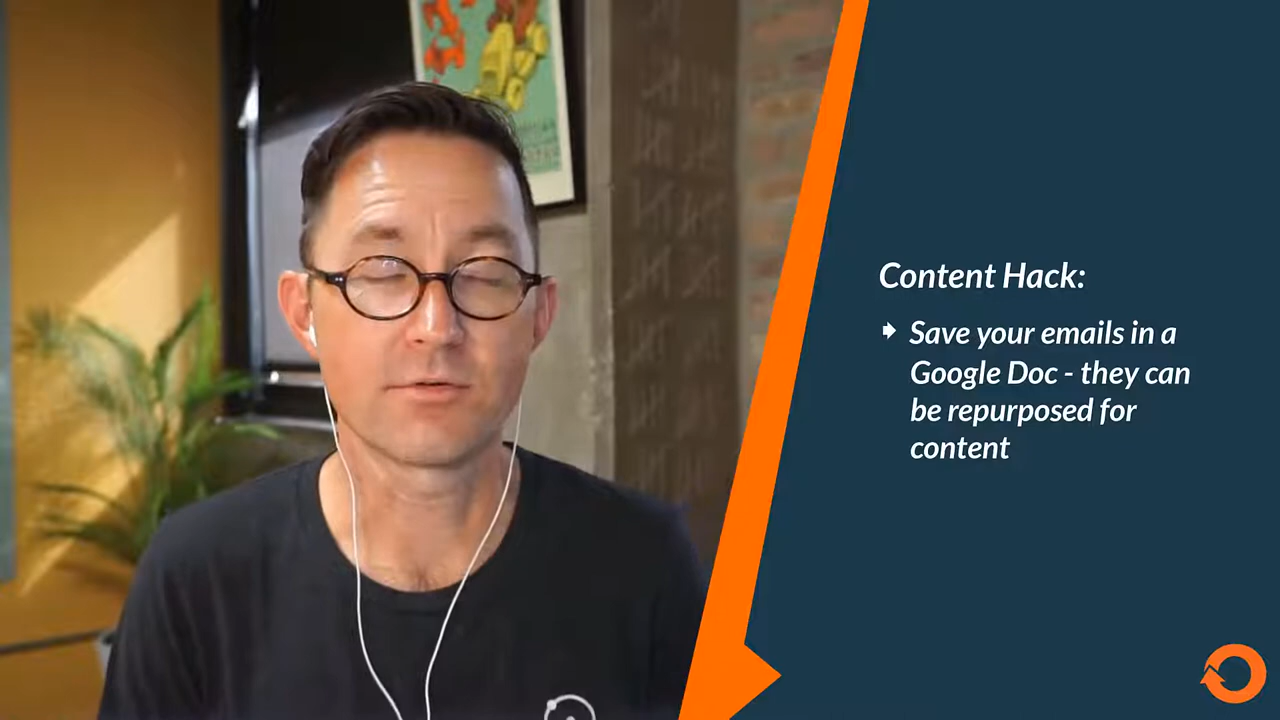 Content Hack:
Save your emails in a
Google Doc - they can
be repurposed for
content